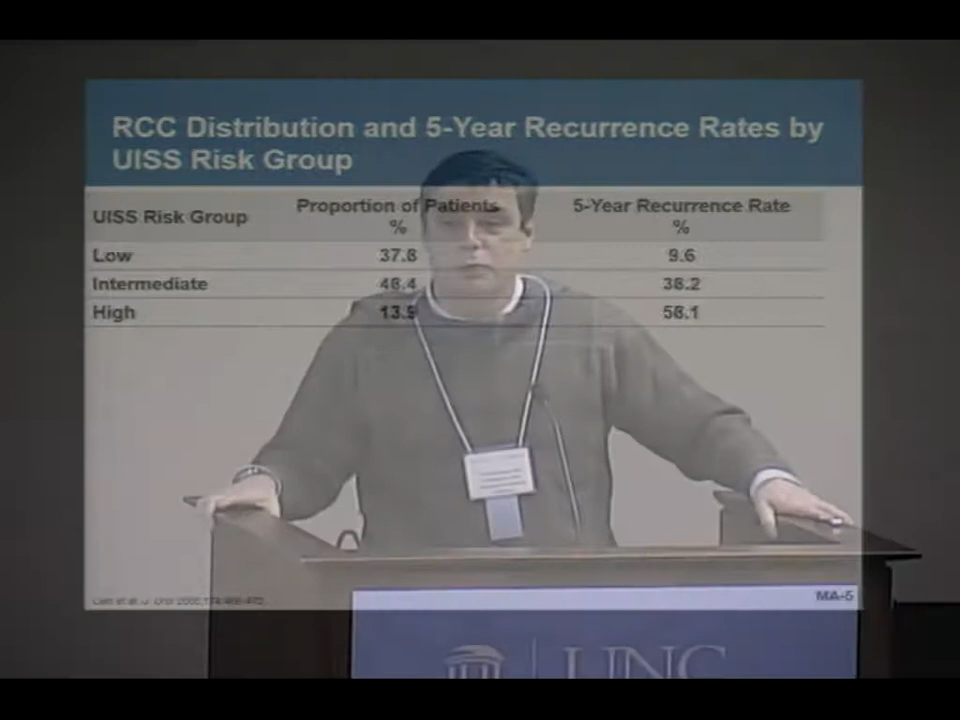 RCC Distribution and 5-Year Recurrence Rates by
UISS Risk Group
UISS Risk Group Proportion of Patients % 5-Year Recurrence Rate %
Low 37.8 9.6
Intermediate 48.4 38.2
High 13.9 58.1
MA-5
UNC